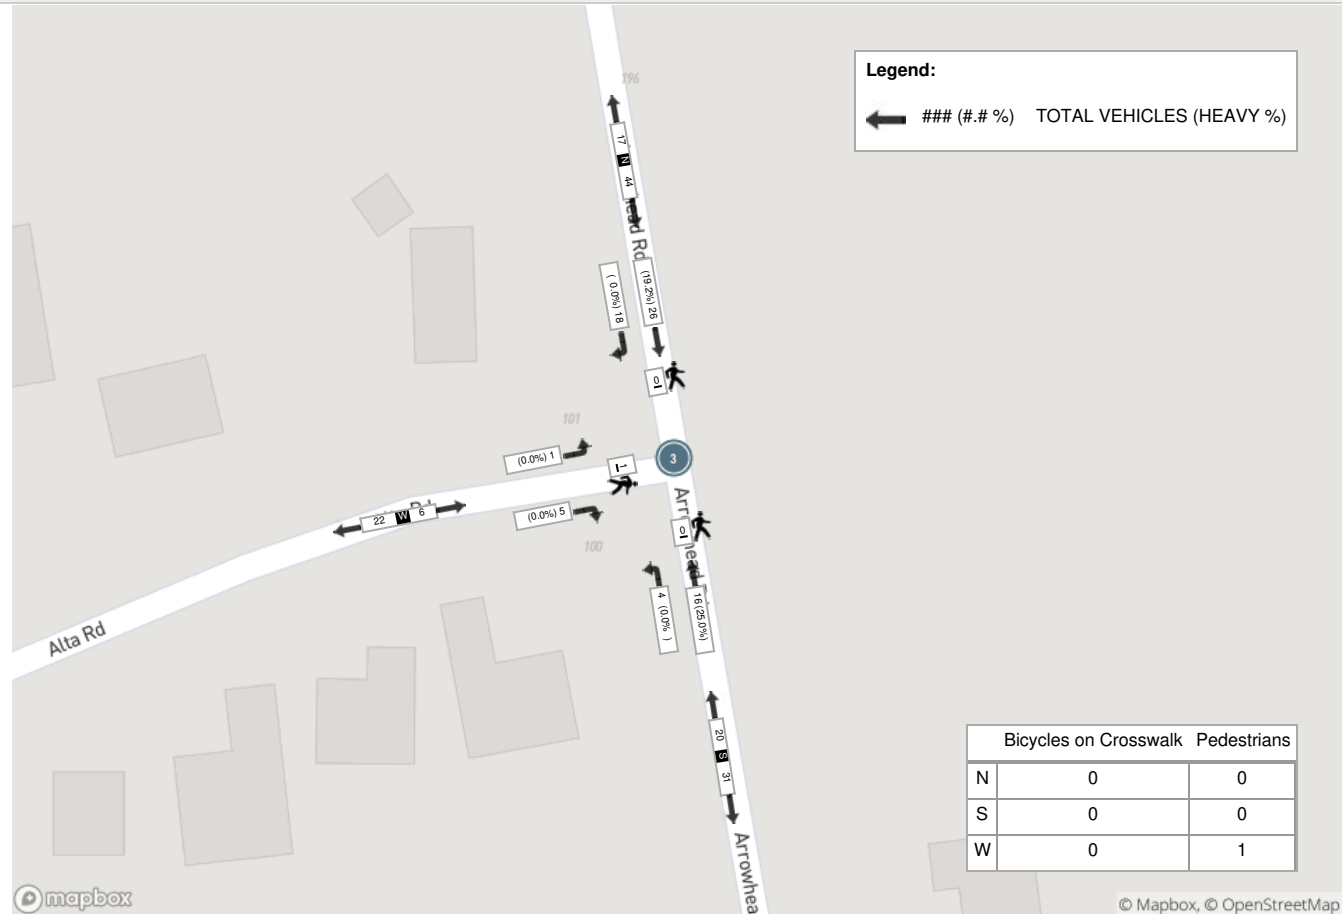 196
Legend:
### (#.# %) TOTAL VEHICLES (HEAVY %)
17 N 44
ead Rd
( 0.0%) 18
(19.2%) 26
0
101
(0.0%) 1
1
3
22 W 6
(0.0%) 5
100
0
4 (0.0% )
16 (25.0%)
Alta Rd
20 S 31
Arrowhea
Bicycles on Crosswalk Pedestrians
N 0 0
S 0 0
W 0 1
mapbox
© Mapbox, © OpenStreetMap